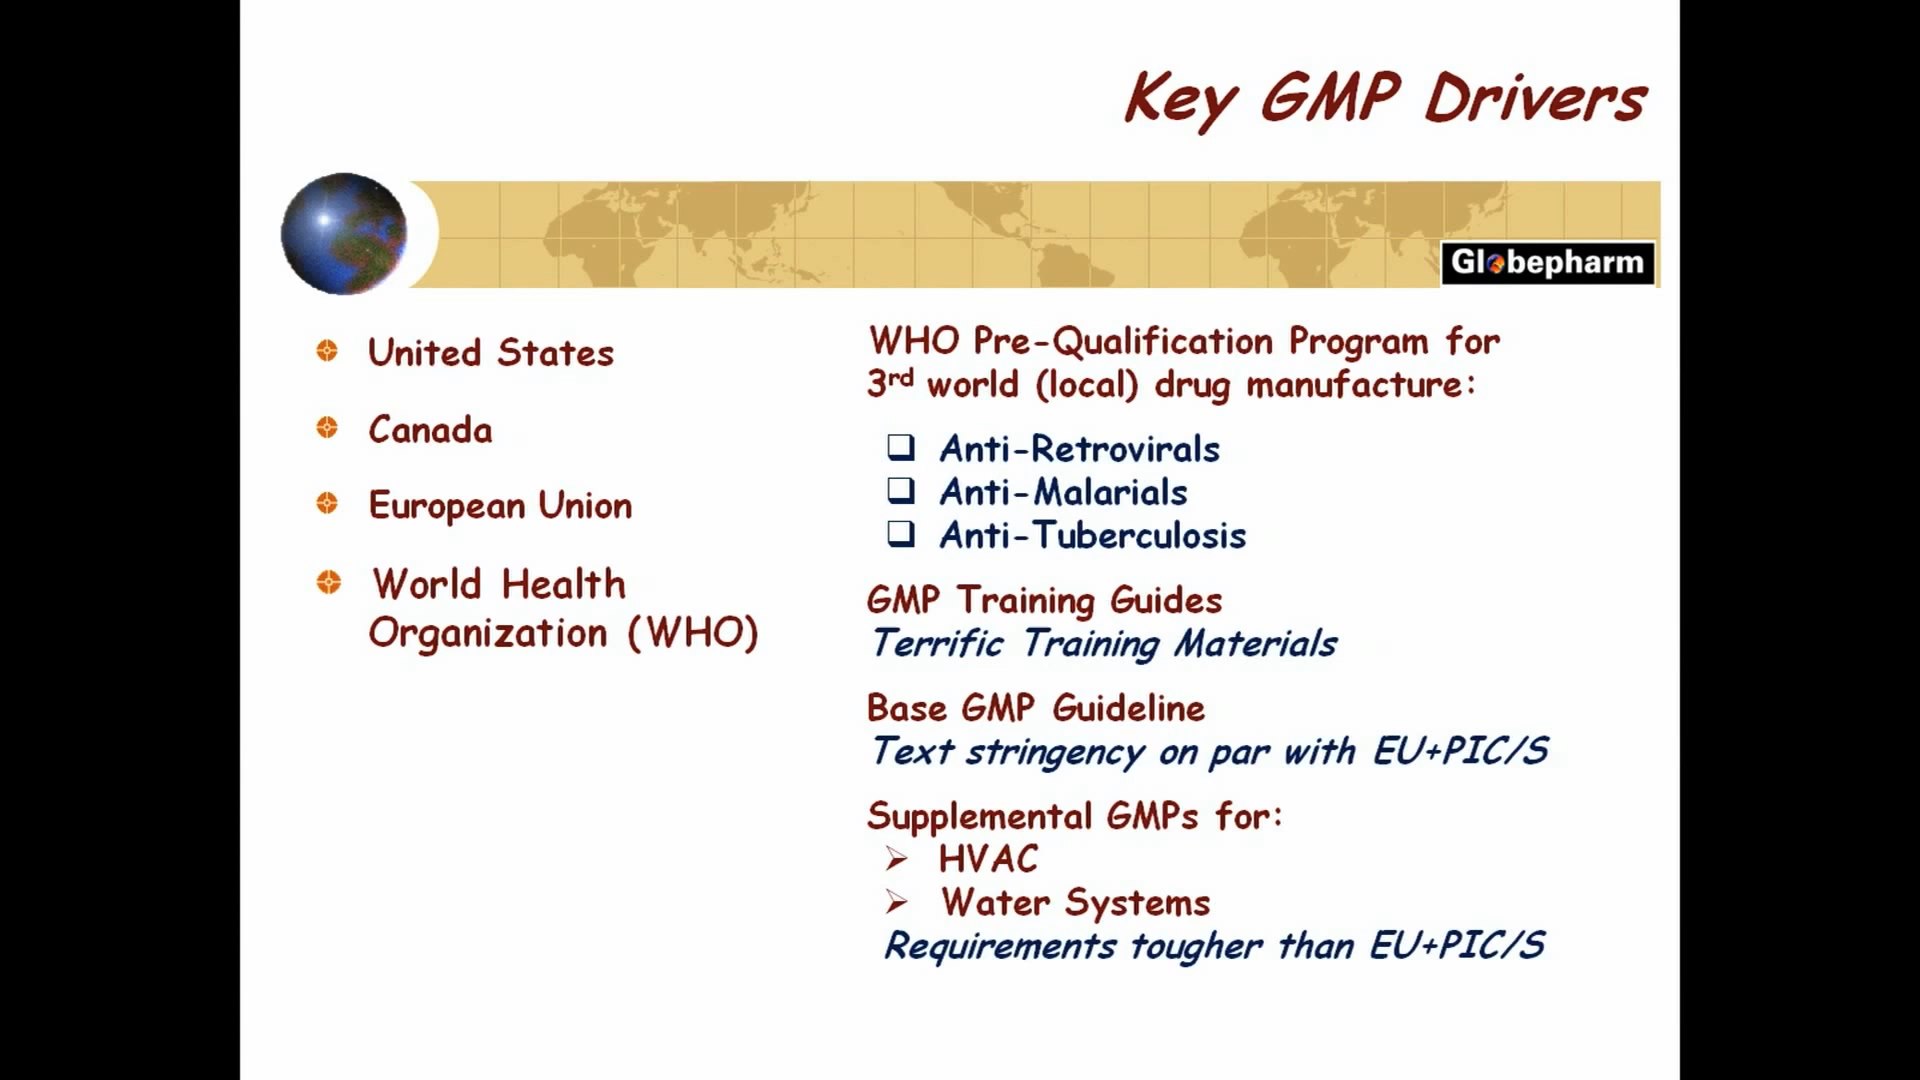 Key GMP Drivers
Globepharm
United States
Canada
European Union
World Health
Organization (WHO)
WHO Pre-Qualification Program for
3rd world (local) drug manufacture:
Anti-Retrovirals
Anti-Malarials
Anti-Tuberculosis
GMP Training Guides
Terrific Training Materials
Base GMP Guideline
Text stringency on par with EU+PIC/S
Supplemental GMPs for:
HVAC
Water Systems
Requirements tougher than EU+PIC/S